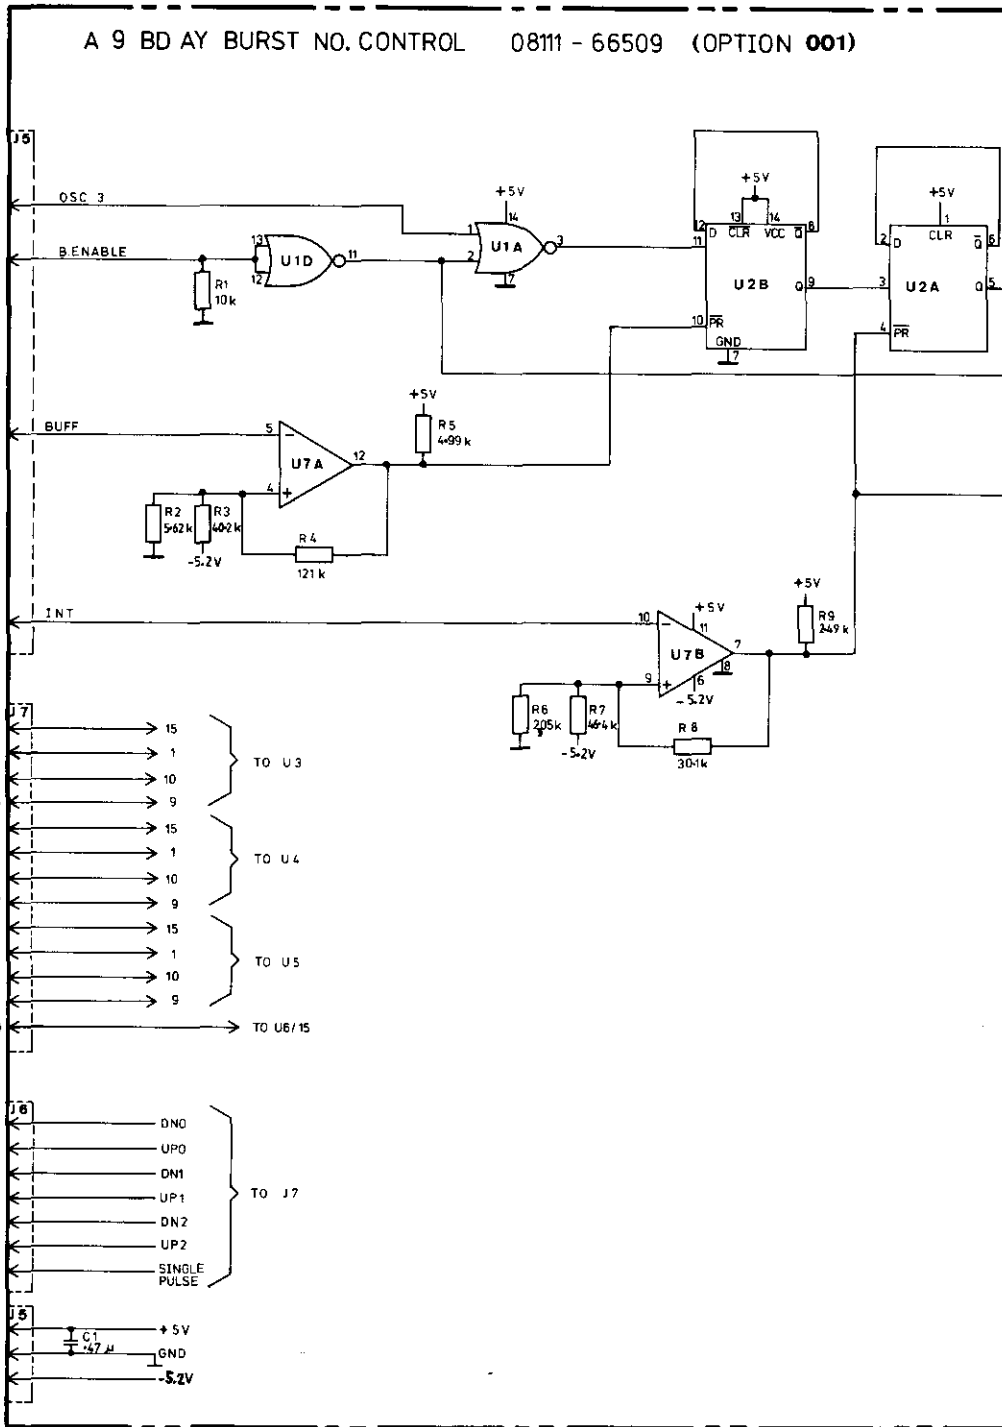 A 9 BD AY BURST NO. CONTROL 08111 - 66509 (OPTION 001)
J5
OSC 3
B.ENABLE
R1
10k
13
12
U1D
11
+5V
14
1
2
U1A
3
7
+5V
12
13
14
6
D
CLR
VCC
Q
11
U2B
Q
9
10
PR
GND
7
+5V
1
2
D
CLR
Q
6
3
U2A
Q
5
4
PR
BUFF
5
-
U7A
12
4
+
+5V
R5
4·99k
R2
5·62k
R3
40·2k
-5.2V
R4
121k
INT
10
-
+5V
11
U7B
7
8
9
+
6
-5.2V
+5V
R9
2·49k
R6
R7
46·4k
-5.2V
R8
30·1k
J7
15
1
10
9
TO U3
15
1
10
9
TO U4
15
1
10
9
TO U5
TO U6/15
J6
DN0
UP0
DN1
UP1
DN2
UP2
SINGLE
PULSE
TO J7
J5
+5V
C1
·47µ
GND
-5.2V